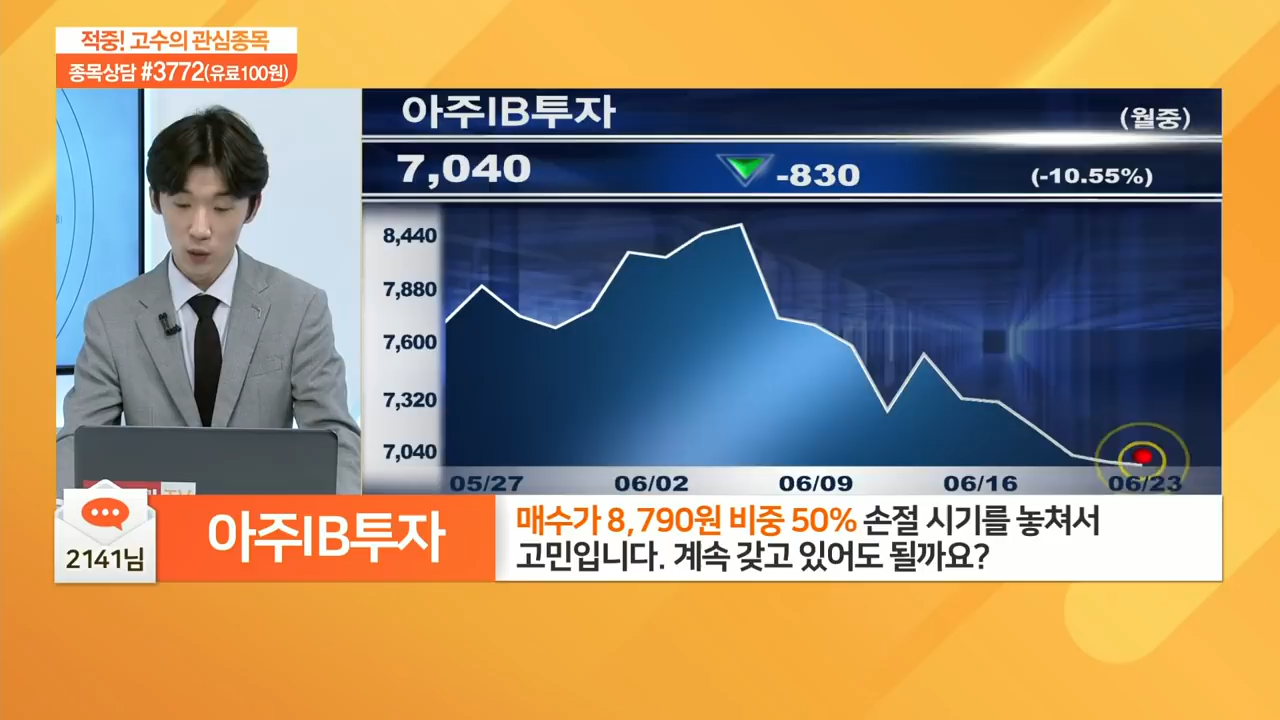 적중! 고수의 관심종목
종목상담 #3772(유료100원)
아주IB투자
(월중)
7,040
-830
(-10.55%)
8,440
7,880
7,600
7,320
7,040
05/27
06/02
06/09
06/16
06/23
2141님
아주IB투자
매수가 8,790원 비중 50% 손절 시기를 놓쳐서
고민입니다. 계속 갖고 있어도 될까요?